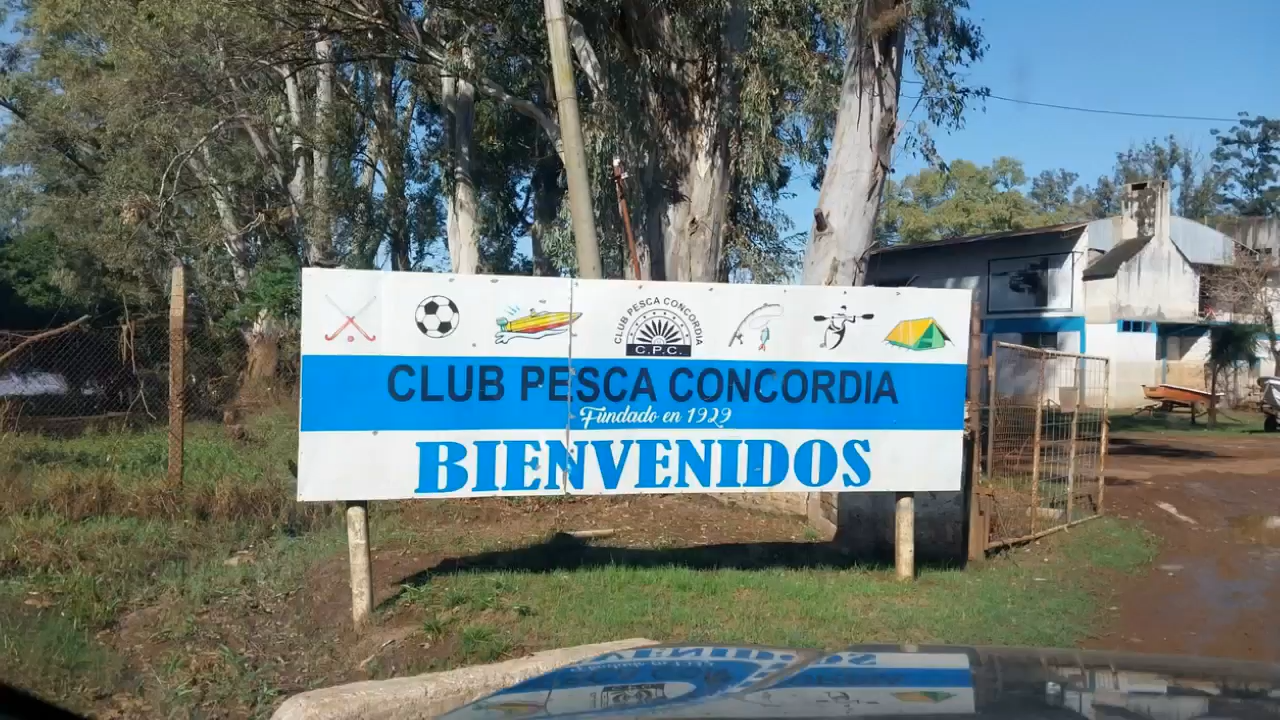 CLUB PESCA CONCORDIA
C.P.C.
CLUB PESCA CONCORDIA
Fundado en 1929
BIENVENIDOS